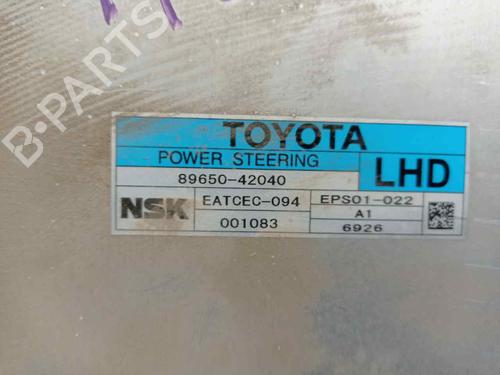 B-PARTS
TOYOTA
POWER STEERING
LHD
89650-42040
NSK
EATCEC-094
EPS01-022
001083
A1
6926